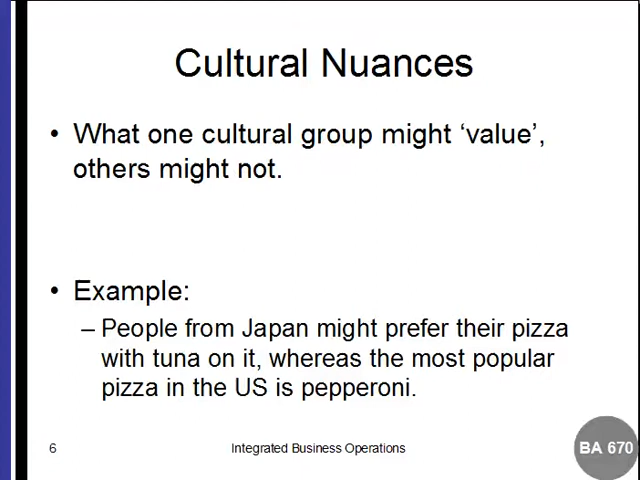 Cultural Nuances
• What one cultural group might ‘value’,
others might not.
• Example:
– People from Japan might prefer their pizza
with tuna on it, whereas the most popular
pizza in the US is pepperoni.
6
Integrated Business Operations
BA 670